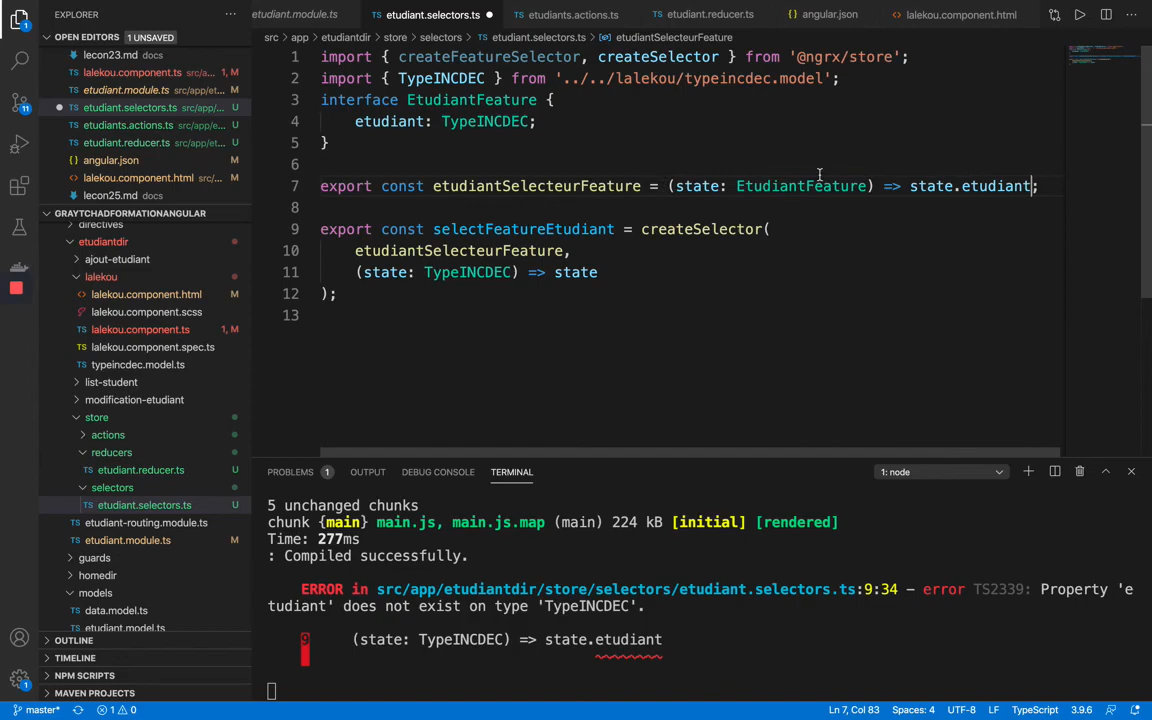 EXPLORER
etudiant.module.ts
etudiant.selectors.ts
etudiants.actions.ts
etudiant.reducer.ts
angular.json
lalekou.component.html
OPEN EDITORS 1 UNSAVED
src > app > etudiantdir > store > selectors > etudiant.selectors.ts > etudiantSelecteurFeature
lecon23.md docs
lalekou.component.ts src/a... 1, M
etudiant.module.ts src/app/et... M
etudiant.selectors.ts src/app/... U
etudiants.actions.ts src/app/e... U
etudiant.reducer.ts src/app/et... U
angular.json M
lalekou.component.html src/a... M
lecon25.md docs
GRAYTCHADFORMATIONANGULAR
directives
etudiantdir
ajout-etudiant
lalekou
lalekou.component.html M
lalekou.component.scss
lalekou.component.ts 1, M
lalekou.component.spec.ts
typeincdec.model.ts
list-student
modification-etudiant
store
actions
reducers
etudiant.reducer.ts U
selectors
etudiant.selectors.ts U
etudiant-routing.module.ts
etudiant.module.ts M
guards
homedir
models
data.model.ts
etudiant.model.ts
OUTLINE
TIMELINE
NPM SCRIPTS
MAVEN PROJECTS
11
1
1 import { createFeatureSelector, createSelector } from '@ngrx/store';
2 import { TypeINCDEC } from '../../lalekou/typeincdec.model';
3 interface EtudiantFeature {
4 etudiant: TypeINCDEC;
5 }
6
7 export const etudiantSelecteurFeature = (state: EtudiantFeature) => state.etudiant;
8
9 export const selectFeatureEtudiant = createSelector(
10 etudiantSelecteurFeature,
11 (state: TypeINCDEC) => state
12 );
13
PROBLEMS 1 OUTPUT DEBUG CONSOLE TERMINAL 1: node
5 unchanged chunks
chunk {main} main.js, main.js.map (main) 224 kB [initial] [rendered]
Time: 277ms
: Compiled successfully.
ERROR in src/app/etudiantdir/store/selectors/etudiant.selectors.ts:9:34 – error TS2339: Property 'e
tudiant' does not exist on type 'TypeINCDEC'.
9 (state: TypeINCDEC) => state.etudiant
master* 1 0 Ln 7, Col 83 Spaces: 4 UTF-8 LF TypeScript 3.9.6